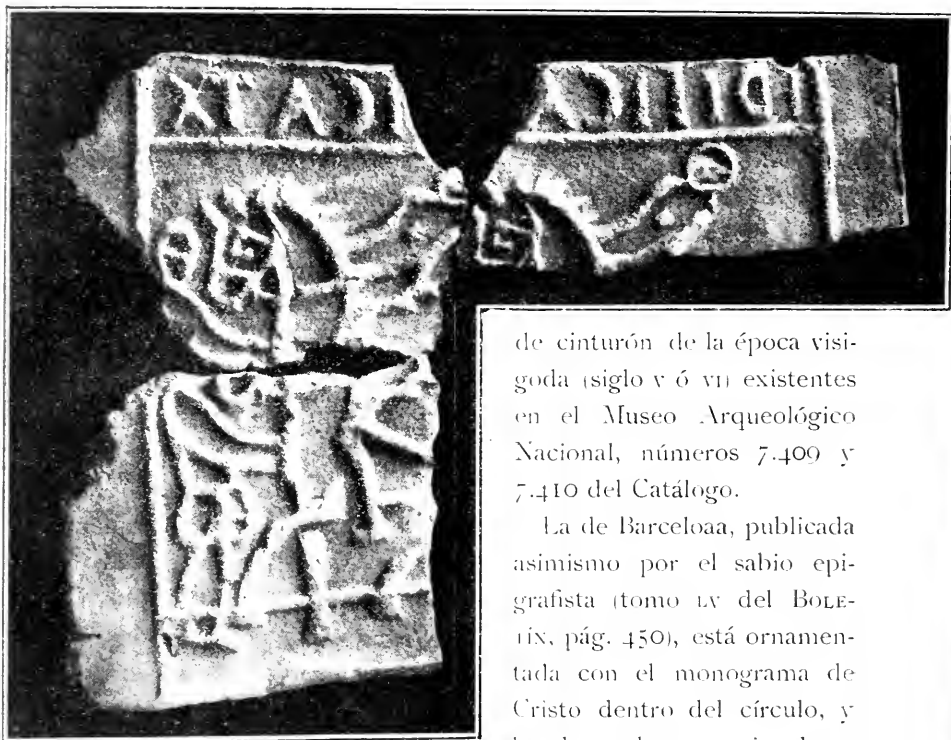 de cinturón de la época visi-
goda (siglo v ó vi) existentes
en el Museo Arqueológico
Nacional, números 7.409 y
7.410 del Catálogo.
La de Barceloaa, publicada
asimismo por el sabio epi-
grafista (tomo LV del BOLE-
TÍN, pág. 450), está ornamen-
tada con el monograma de
Cristo dentro del círculo, y